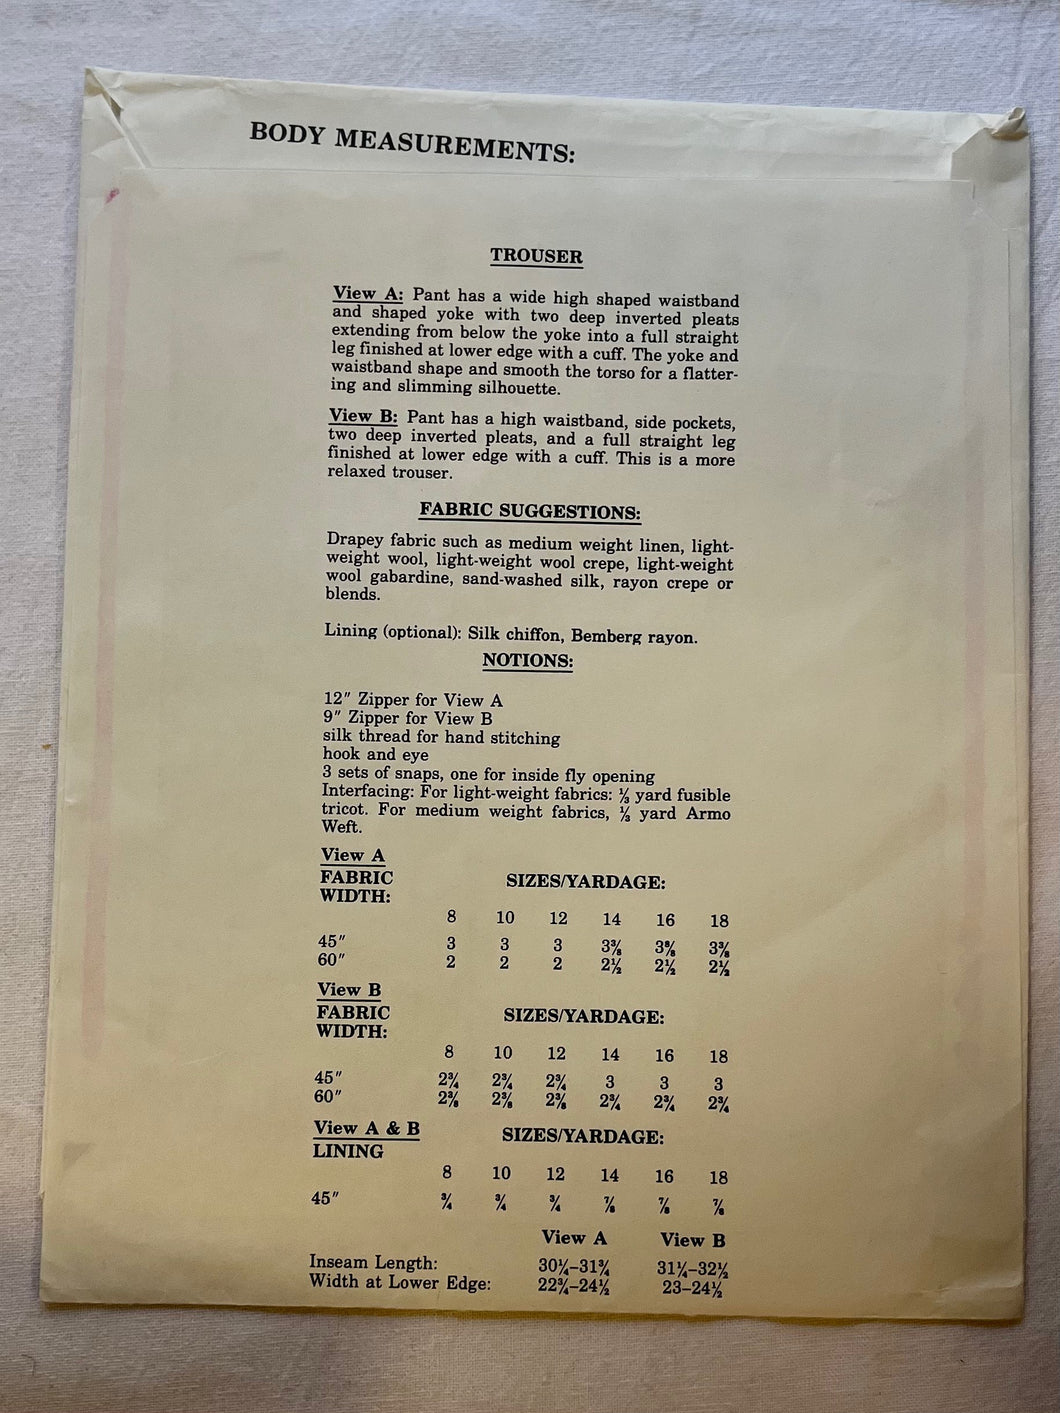 BODY MEASUREMENTS:
TROUSER
View A: Pant has a wide high shaped waistband
and shaped yoke with two deep inverted pleats
extending from below the yoke into a full straight
leg finished at lower edge with a cuff. The yoke and
waistband shape and smooth the torso for a flatter-
ing and slimming silhouette.
View B: Pant has a high waistband, side pockets,
two deep inverted pleats, and a full straight leg
finished at lower edge with a cuff. This is a more
relaxed trouser.
FABRIC SUGGESTIONS:
Drapey fabric such as medium weight linen, light-
weight wool, light-weight wool crepe, light-weight
wool gabardine, sand-washed silk, rayon crepe or
blends.
Lining (optional): Silk chiffon, Bemberg rayon.
NOTIONS:
12″ Zipper for View A
9″ Zipper for View B
silk thread for hand stitching
hook and eye
3 sets of snaps, one for inside fly opening
Interfacing: For light-weight fabrics: ⅓ yard fusible
tricot. For medium weight fabrics, ⅓ yard Armo
Weft.
View A
FABRIC
WIDTH:
SIZES/YARDAGE:
8 10 12 14 16 18
45″ 3 3 3 3⅜ 3⅜ 3⅜
60″ 2 2 2 2½ 2½ 2½
View B
FABRIC
WIDTH:
SIZES/YARDAGE:
8 10 12 14 16 18
45″ 2¾ 2¾ 2¾ 3 3 3
60″ 2⅜ 2⅜ 2⅜ 2¾ 2¾ 2¾
View A & B
LINING
SIZES/YARDAGE:
8 10 12 14 16 18
45″ ¾ ¾ ¾ ⅞ ⅞ ⅞
View A View B
Inseam Length: 30¼–31¾ 31¼–32½
Width at Lower Edge: 22¾–24½ 23–24½